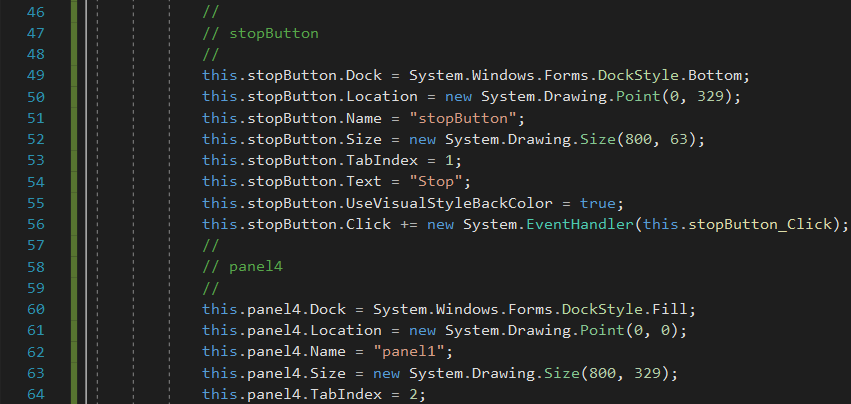 46 //
47 // stopButton
48 //
49 this.stopButton.Dock = System.Windows.Forms.DockStyle.Bottom;
50 this.stopButton.Location = new System.Drawing.Point(0, 329);
51 this.stopButton.Name = "stopButton";
52 this.stopButton.Size = new System.Drawing.Size(800, 63);
53 this.stopButton.TabIndex = 1;
54 this.stopButton.Text = "Stop";
55 this.stopButton.UseVisualStyleBackColor = true;
56 this.stopButton.Click += new System.EventHandler(this.stopButton_Click);
57 //
58 // panel4
59 //
60 this.panel4.Dock = System.Windows.Forms.DockStyle.Fill;
61 this.panel4.Location = new System.Drawing.Point(0, 0);
62 this.panel4.Name = "panel1";
63 this.panel4.Size = new System.Drawing.Size(800, 329);
64 this.panel4.TabIndex = 2;